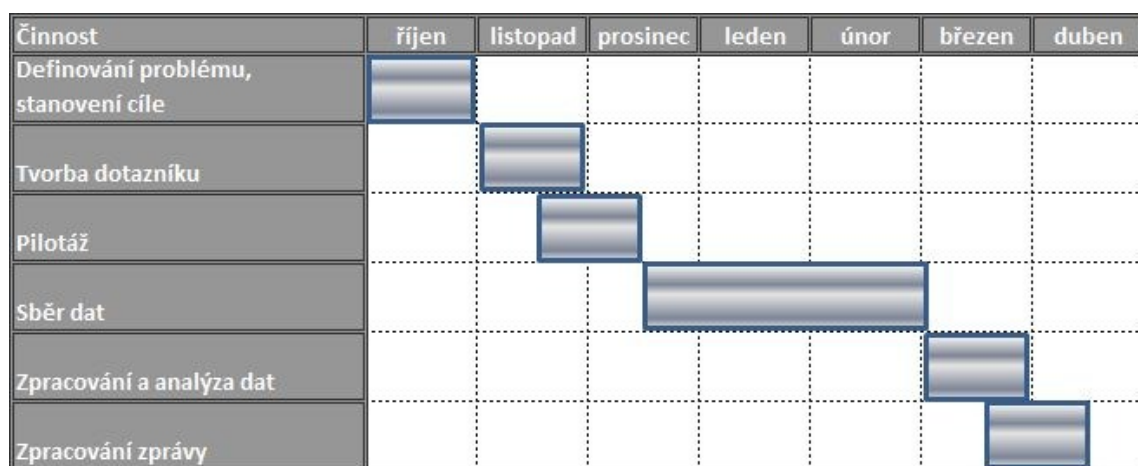 Činnost říjen listopad prosinec leden únor březen duben
Definování problému,
stanovení cíle
Tvorba dotazníku
Pilotáž
Sběr dat
Zpracování a analýza dat
Zpracování zprávy